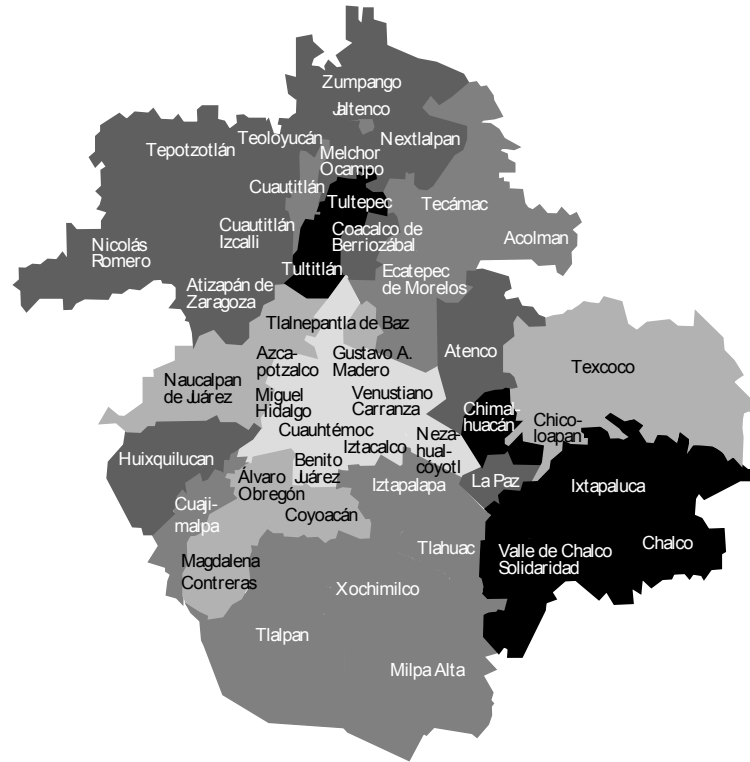 Zumpango
Jaltenco
Teoloyucán
Nextlalpan
Tepotzotlán
Melchor
Ocampo
Cuautitlán
Tultepec
Tecámac
Cuautitlán
Izcalli
Coacalco de
Berriozábal
Acolman
Nicolás
Romero
Tultitlán
Ecatepec
de Morelos
Atizapán de
Zaragoza
Tlalnepantla de Baz
Azca-
potzalco
Gustavo A.
Madero
Atenco
Texcoco
Naucalpan
de Juárez
Miguel
Hidalgo
Venustiano
Carranza
Chimal-
huacán
Chico-
loapan
Cuauhtémoc
Iztacalco
Neza-
hual-
cóyotl
Huixquilucan
Benito
Juárez
Álvaro
Obregón
Iztapalapa
La Paz
Ixtapaluca
Cuaji-
malpa
Coyoacán
Tlahuac
Valle de Chalco
Solidaridad
Chalco
Magdalena
Contreras
Xochimilco
Tlalpan
Milpa Alta